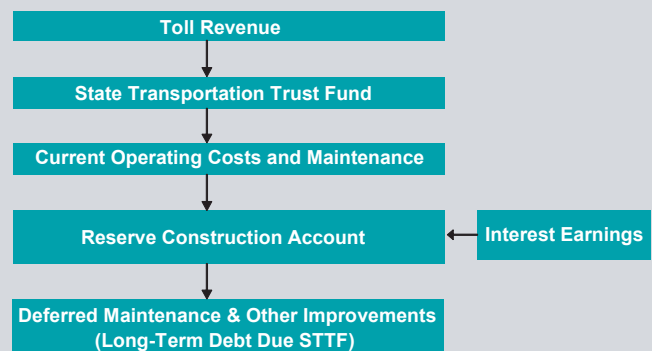 Toll Revenue
State Transportation Trust Fund
Current Operating Costs and Maintenance
Reserve Construction Account
Interest Earnings
Deferred Maintenance & Other Improvements
(Long-Term Debt Due STTF)